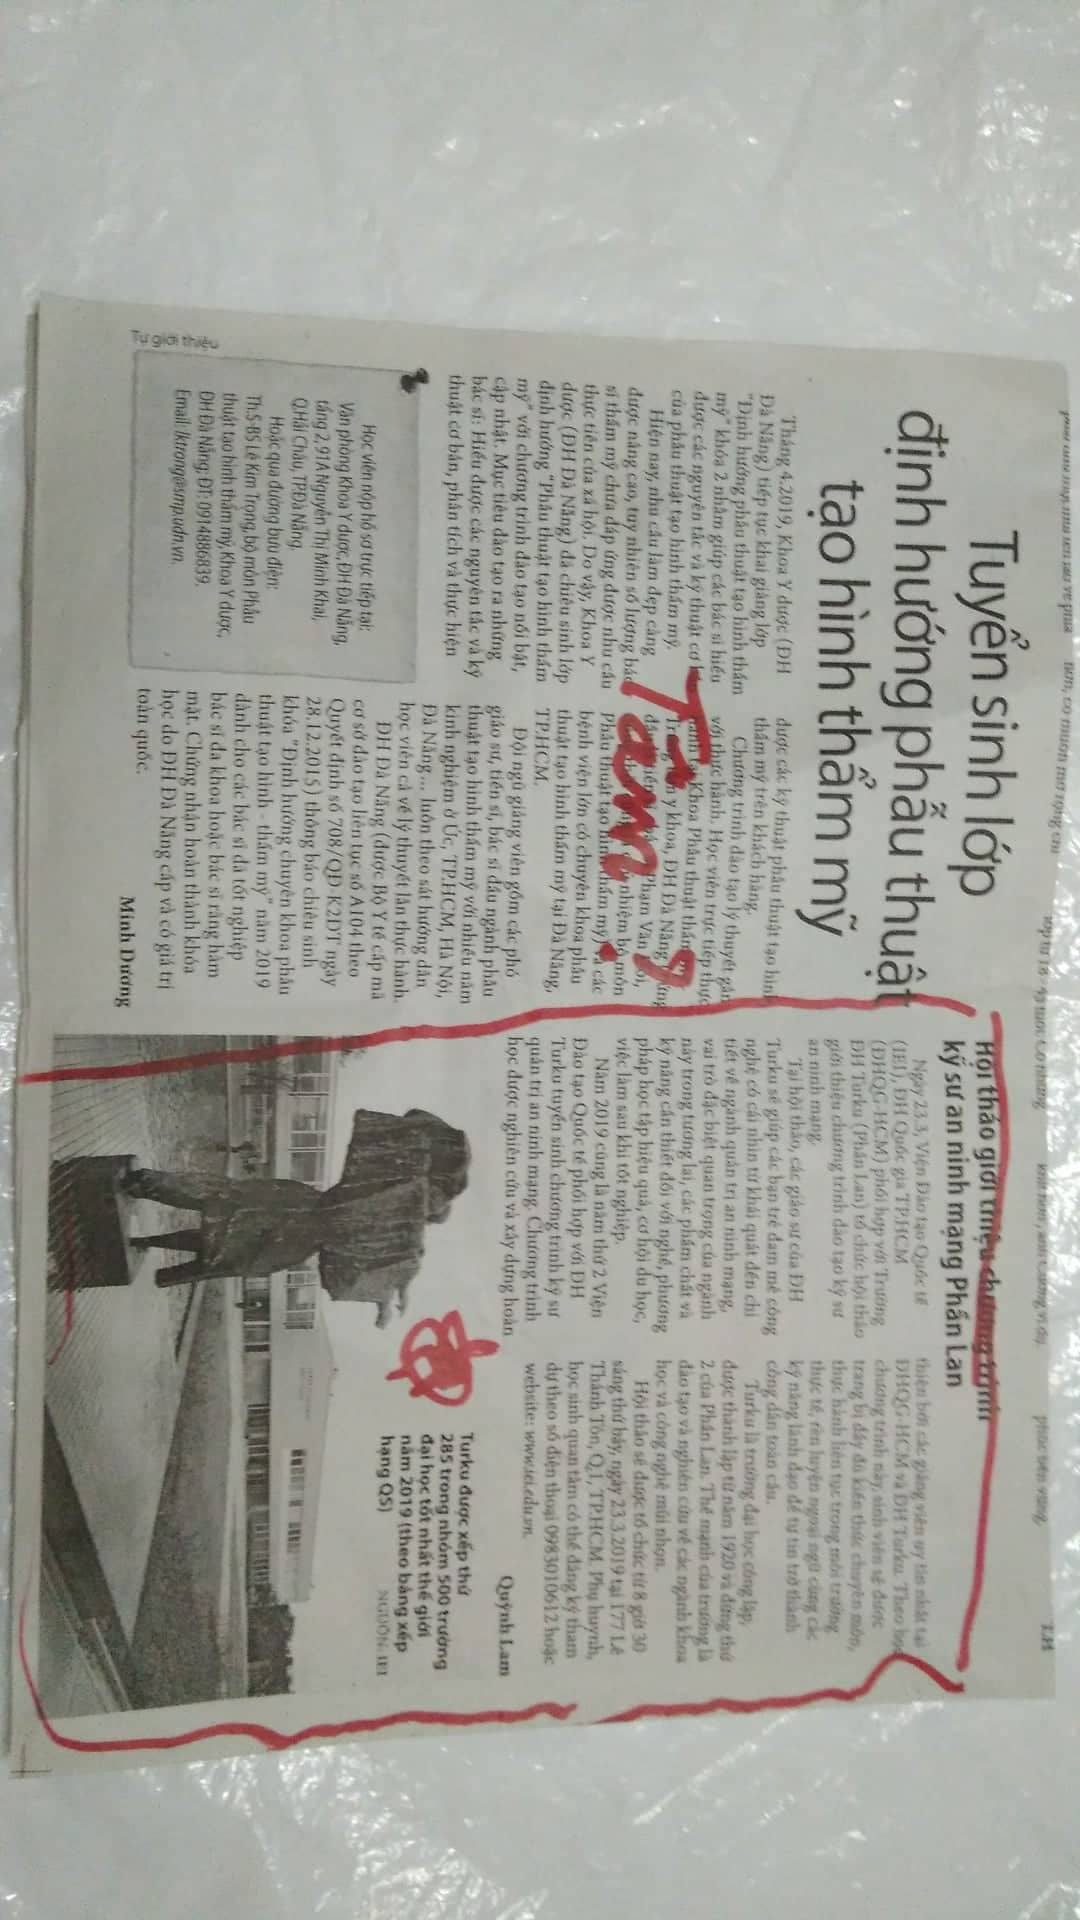 hơn, có muốn mở rộng chi
lớp từ 18 - 45 tuổi. Có những
T.H
Tuyển sinh lớp
định hướng phẫu thuật
tạo hình thẩm mỹ
Tháng 4.2019, Khoa Y dược (ĐH
Đà Nẵng) tiếp tục khai giảng lớp
“Định hướng phẫu thuật tạo hình thẩm
mỹ” khóa 2 nhằm giúp các bác sĩ hiểu
được các nguyên tắc và kỹ thuật cơ bản
của phẫu thuật tạo hình thẩm mỹ.
Hiện nay, nhu cầu làm đẹp càng
được nâng cao, tuy nhiên số lượng bác
sĩ thẩm mỹ chưa đáp ứng được nhu cầu
thực tiễn của xã hội. Do vậy, Khoa Y
dược (ĐH Đà Nẵng) đã chiêu sinh lớp
định hướng “Phẫu thuật tạo hình thẩm
mỹ” với chương trình đào tạo nổi bật,
cập nhật. Mục tiêu đào tạo ra những
bác sĩ: Hiểu được các nguyên tắc và kỹ
thuật cơ bản, phân tích và thực hiện
Học viên nộp hồ sơ trực tiếp tại:
Văn phòng Khoa Y dược, ĐH Đà Nẵng,
tầng 2, 91A Nguyễn Thị Minh Khai,
Q.Hải Châu, TP.Đà Nẵng.
Hoặc qua đường bưu điện:
Th.S-BS Lê Kim Trọng, bộ môn Phẫu
thuật tạo hình thẩm mỹ, Khoa Y dược,
ĐH Đà Nẵng; ĐT: 0914886839.
Email: lktrong@smp.udn.vn.
Tự giới thiệu
được các kỹ thuật phẫu thuật tạo hình
thẩm mỹ trên khách hàng.
Chương trình đào tạo lý thuyết gắn
với thực hành. Học viên trực tiếp thực
hành tại Khoa Phẫu thuật thẩm
Trung tâm y khoa, ĐH Đà Nẵng
Phạm Văn
nhiệm bộ môn
Phẫu thuật tạo hình thẩm mỹ) và các
bệnh viện lớn có chuyên khoa phẫu
thuật tạo hình thẩm mỹ tại Đà Nẵng,
TP.HCM.
Đội ngũ giảng viên gồm các phó
giáo sư, tiến sĩ, bác sĩ đầu ngành phẫu
thuật tạo hình thẩm mỹ với nhiều năm
kinh nghiệm ở Úc, TP.HCM, Hà Nội,
Đà Nẵng... luôn theo sát hướng dẫn
học viên cả về lý thuyết lẫn thực hành.
ĐH Đà Nẵng (được Bộ Y tế cấp mã
cơ sở đào tạo liên tục số A104 theo
Quyết định số 708/QĐ-K2DT ngày
28.12.2015) thông báo chiêu sinh
khóa “Định hướng chuyên khoa phẫu
thuật tạo hình - thẩm mỹ” năm 2019
dành cho các bác sĩ đã tốt nghiệp
bác sĩ đa khoa hoặc bác sĩ răng hàm
mặt. Chứng nhận hoàn thành khóa
học do ĐH Đà Nẵng cấp và có giá trị
toàn quốc.
Minh Dương
Tâm?
Hội thảo giới thiệu chương trình
kỹ sư an ninh mạng Phần Lan
Ngày 23.3, Viện Đào tạo Quốc tế
(IEI), ĐH Quốc gia TP.HCM
(ĐHQG-HCM) phối hợp với Trường
ĐH Turku (Phần Lan) tổ chức hội thảo
giới thiệu chương trình đào tạo kỹ sư
an ninh mạng.
Tại hội thảo, các giáo sư của ĐH
Turku sẽ giúp các bạn trẻ đam mê công
nghệ có cái nhìn từ khái quát đến chi
tiết về ngành quản trị an ninh mạng,
vai trò đặc biệt quan trọng của ngành
này trong tương lai, các phẩm chất và
kỹ năng cần thiết đối với nghề, phương
pháp học tập hiệu quả, cơ hội du học,
việc làm sau khi tốt nghiệp.
Năm 2019 cũng là năm thứ 2 Viện
Đào tạo Quốc tế phối hợp với ĐH
Turku tuyển sinh chương trình kỹ sư
quản trị an ninh mạng. Chương trình
học được nghiên cứu và xây dựng hoàn
thiện bởi các giảng viên uy tín nhất tại
ĐHQG-HCM và ĐH Turku. Theo học
chương trình này, sinh viên sẽ được
trang bị đầy đủ kiến thức chuyên môn,
thực hành liên tục trong môi trường
thực tế, rèn luyện ngoại ngữ cùng các
kỹ năng lãnh đạo để tự tin trở thành
công dân toàn cầu.
Turku là trường đại học công lập,
được thành lập từ năm 1920 và đứng thứ
2 của Phần Lan. Thế mạnh của trường là
đào tạo và nghiên cứu về các ngành khoa
học và công nghệ mũi nhọn.
Hội thảo sẽ được tổ chức từ 8 giờ 30
sáng thứ bảy, ngày 23.3.2019 tại 177 Lê
Thánh Tôn, Q.1, TP.HCM. Phụ huynh,
học sinh quan tâm có thể đăng ký tham
dự theo số điện thoại 0983010612 hoặc
website: www.iei.edu.vn.
Quỳnh Lam
Turku được xếp thứ
285 trong nhóm 500 trường
đại học tốt nhất thế giới
năm 2019 (theo bảng xếp
hạng QS)
NGUỒN: IEI